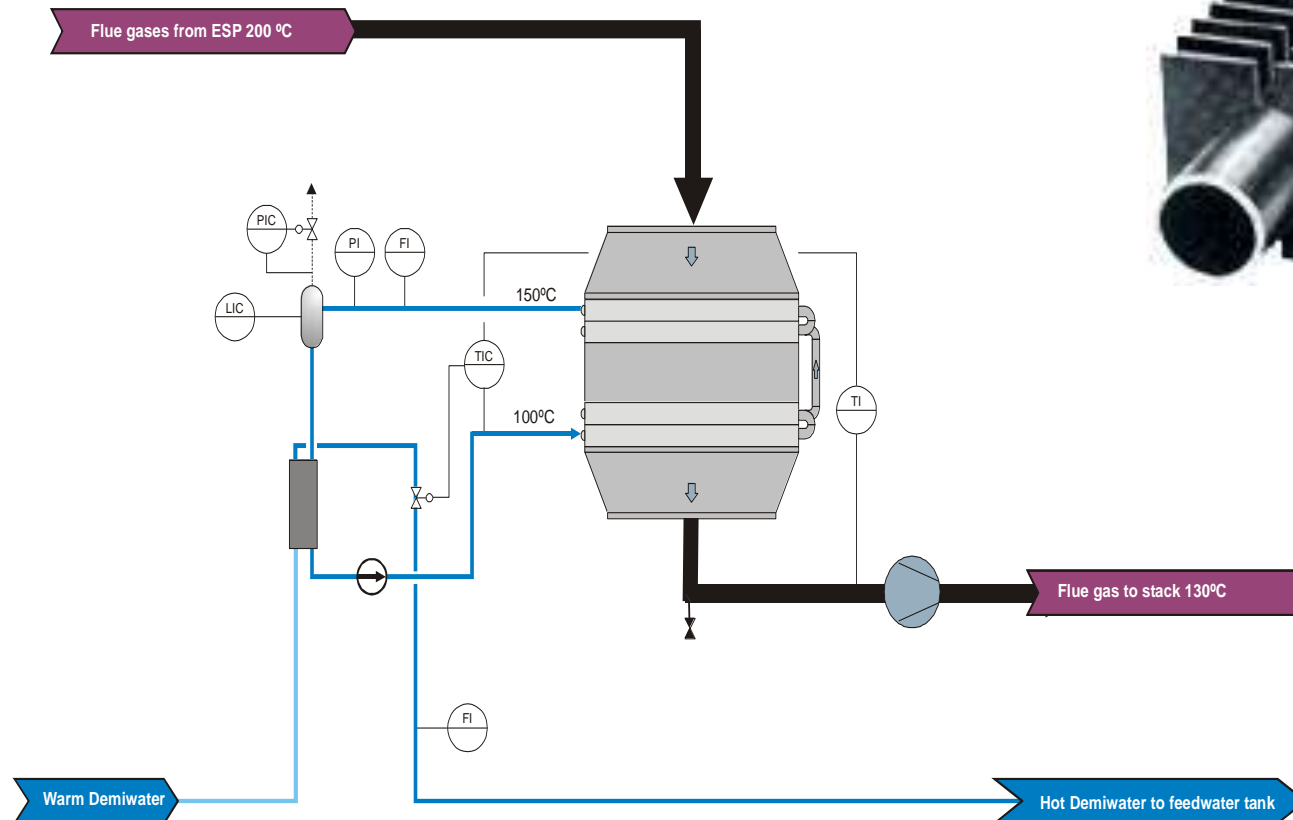 Flue gases from ESP 200 ºC
PIC
PI
FI
LIC
150ºC
TIC
TI
100ºC
Flue gas to stack 130ºC
FI
Warm Demiwater
Hot Demiwater to feedwater tank